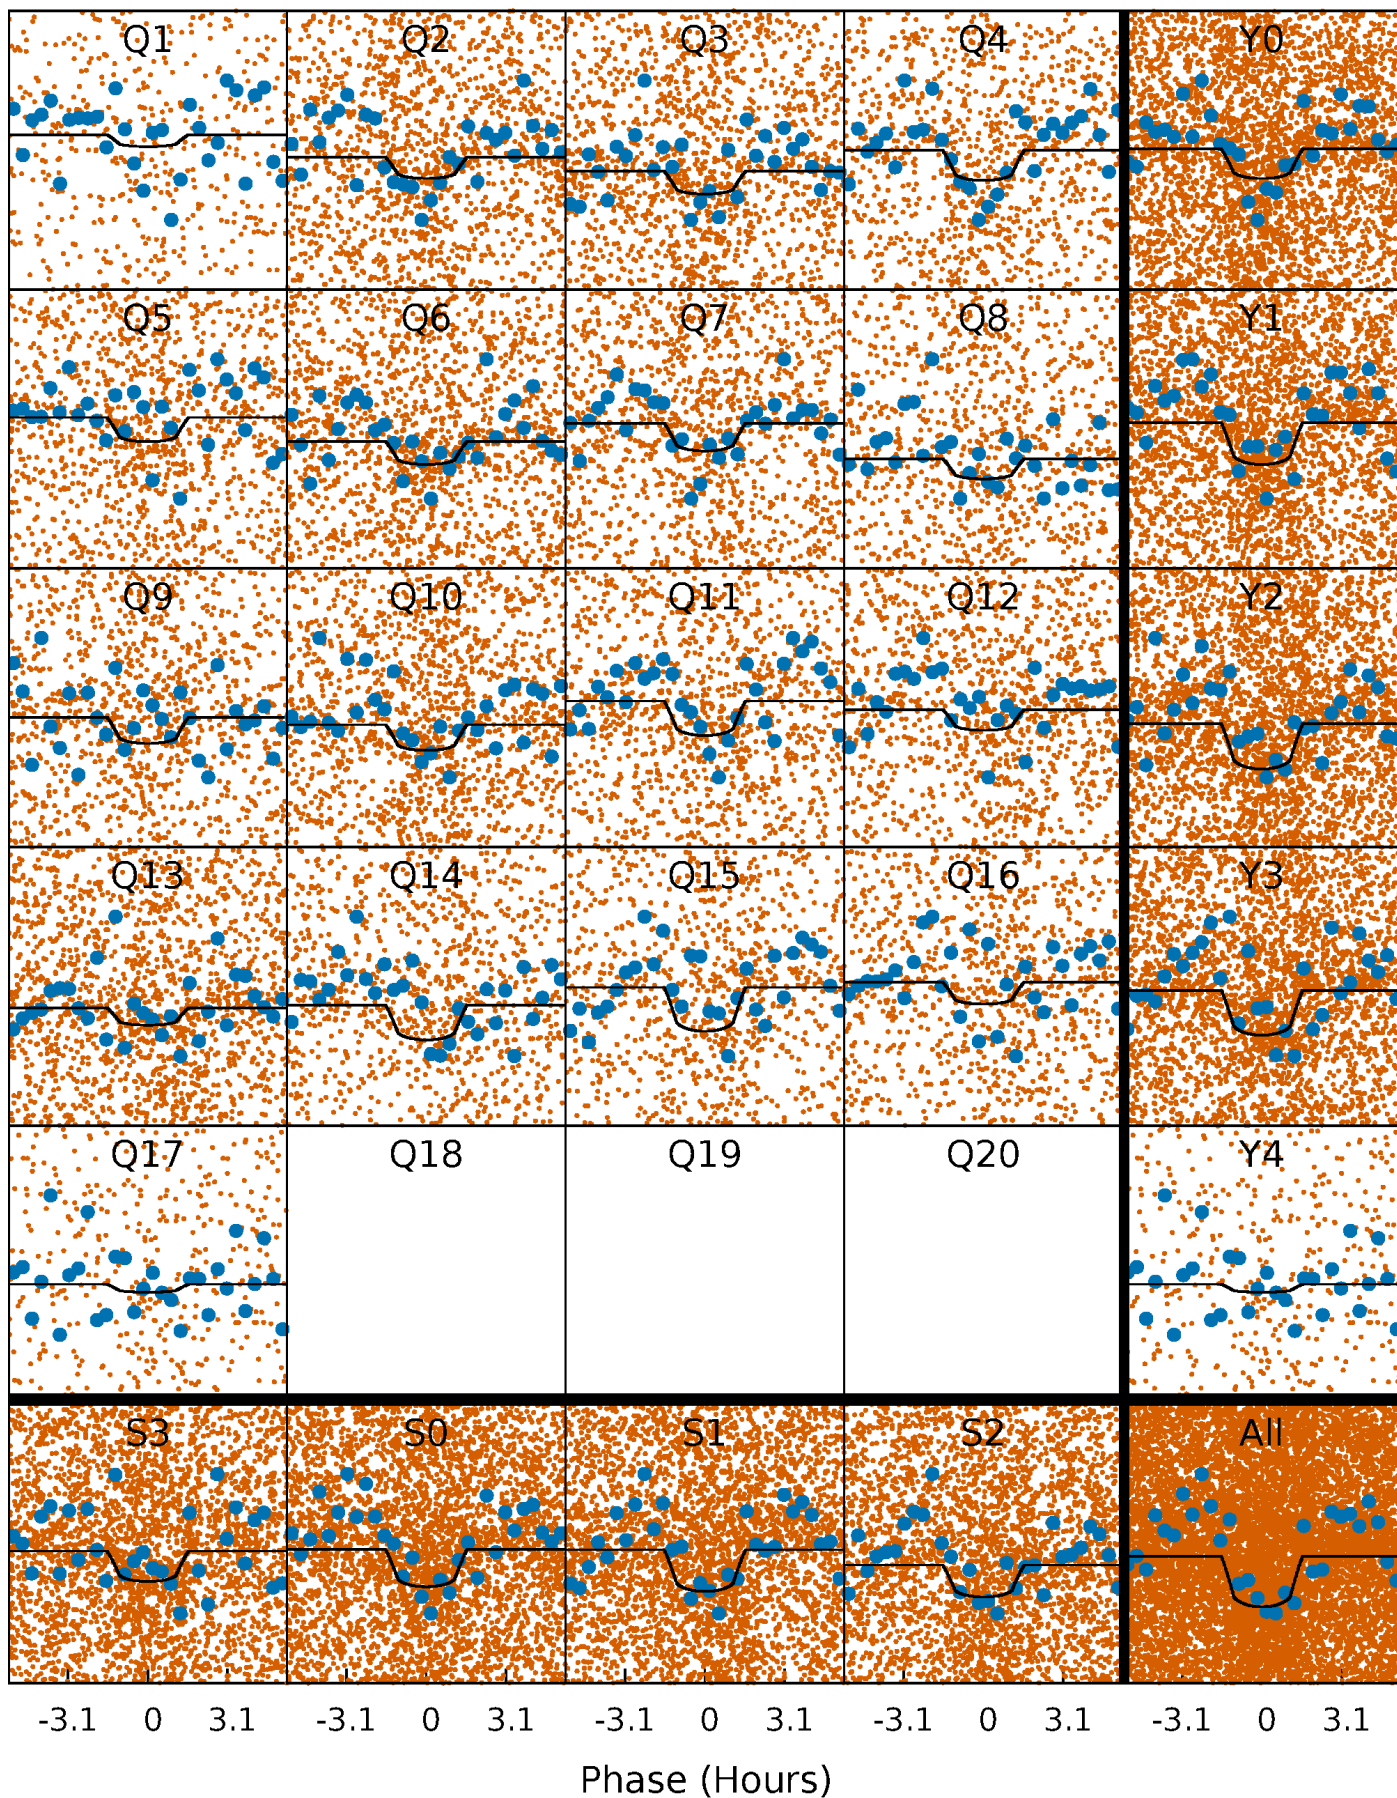 Q1 Q2 Q3 Q4 Y0
Q5 Q6 Q7 Q8 Y1
Q9 Q10 Q11 Q12 Y2
Q13 Q14 Q15 Q16 Y3
Q17 Q18 Q19 Q20 Y4
S3 S0 S1 S2 All
-3.1 0 3.1 -3.1 0 3.1 -3.1 0 3.1 -3.1 0 3.1 -3.1 0 3.1
Phase (Hours)